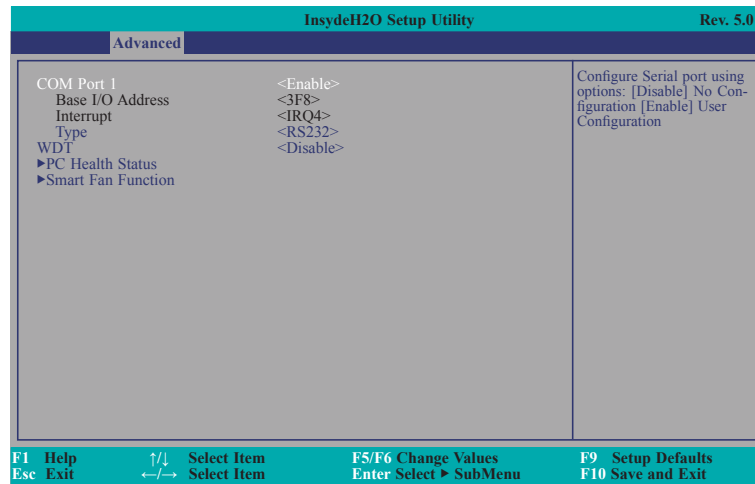 InsydeH2O Setup Utility Rev. 5.0
Advanced
COM Port 1 <Enable>
Base I/O Address <3F8>
Interrupt <IRQ4>
Type <RS232>
WDT <Disable>
▶PC Health Status
▶Smart Fan Function
Configure Serial port using
options: [Disable] No Con-
figuration [Enable] User
Configuration
F1 Help ↑/↓ Select Item F5/F6 Change Values F9 Setup Defaults
Esc Exit ←/→ Select Item Enter Select ▶ SubMenu F10 Save and Exit